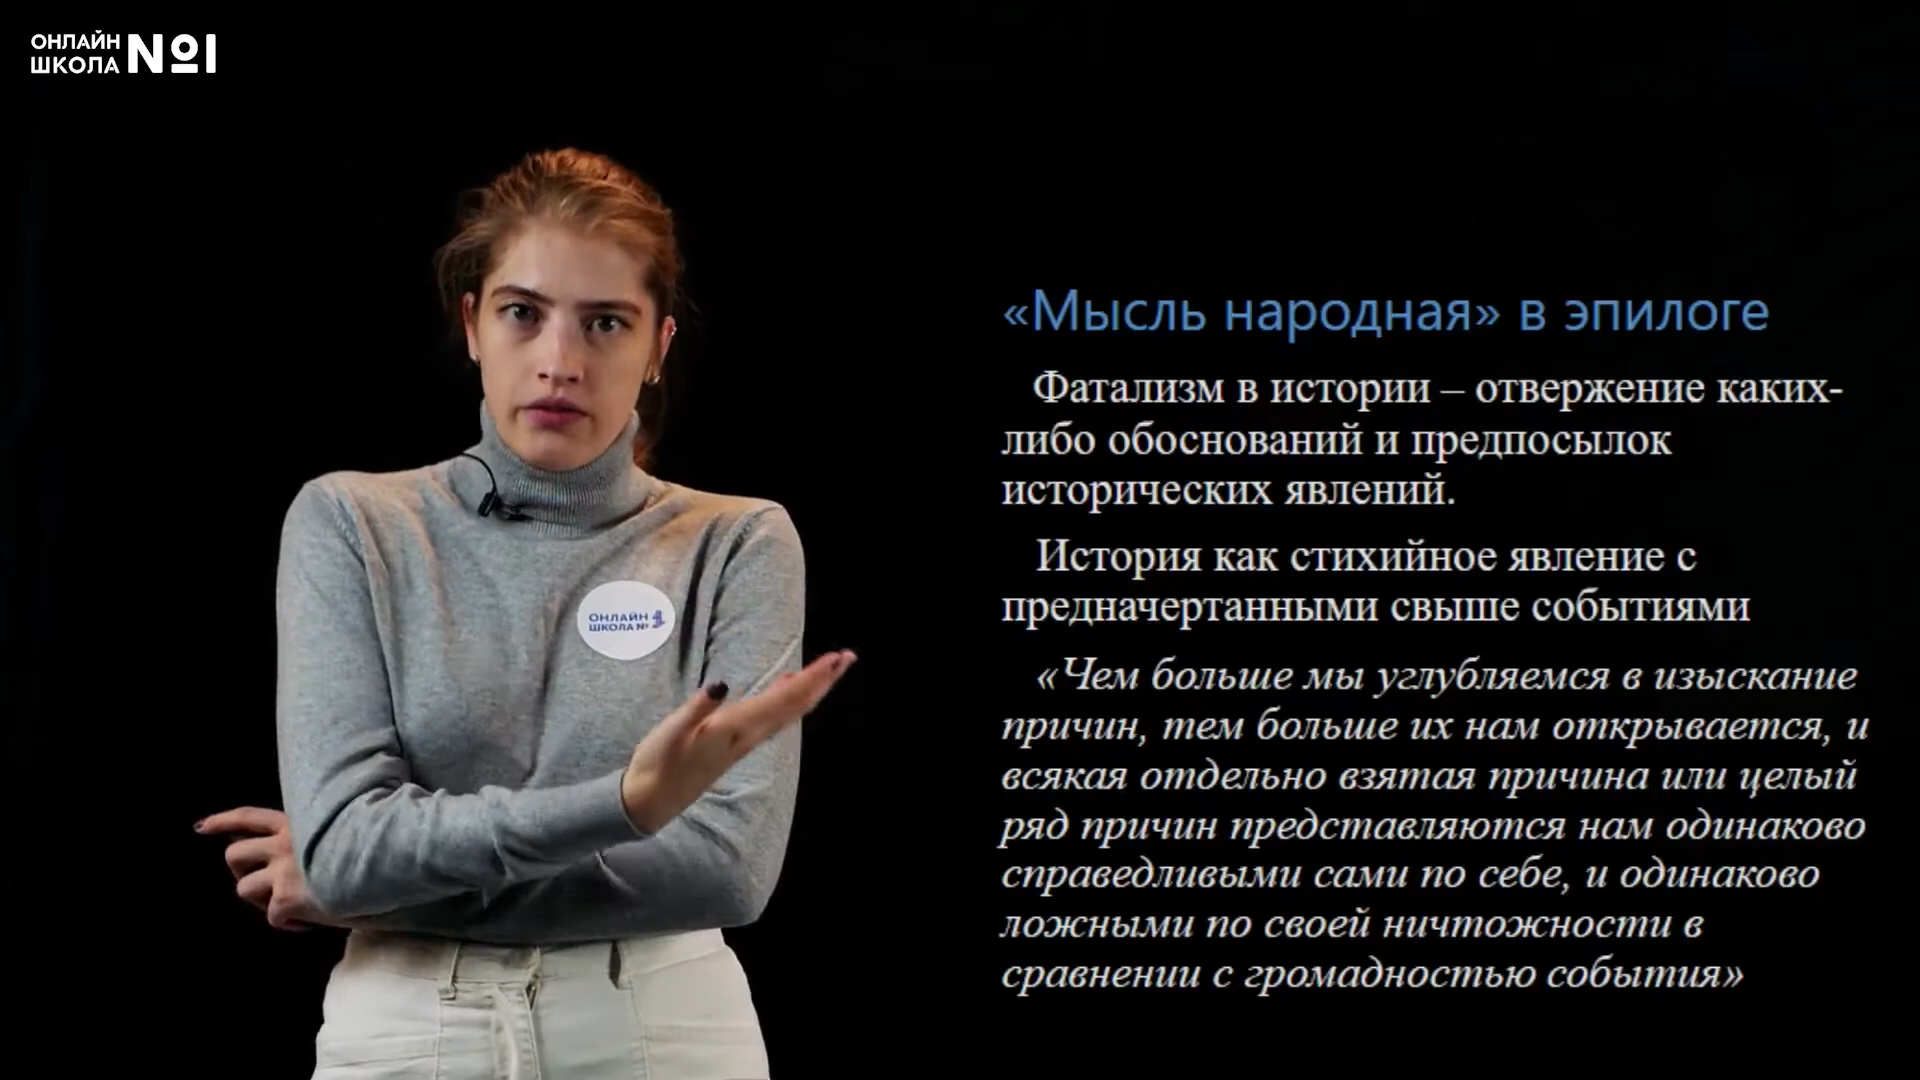 ОНЛАЙН
ШКОЛА №1
«Мысль народная» в эпилоге
Фатализм в истории – отвержение каких-
либо обоснований и предпосылок
исторических явлений.
История как стихийное явление с
предначертанными свыше событиями
«Чем больше мы углубляемся в изыскание
причин, тем больше их нам открывается, и
всякая отдельно взятая причина или целый
ряд причин представляются нам одинаково
справедливыми сами по себе, и одинаково
ложными по своей ничтожности в
сравнении с громадностью события»
ОНЛАЙН
ШКОЛА №1